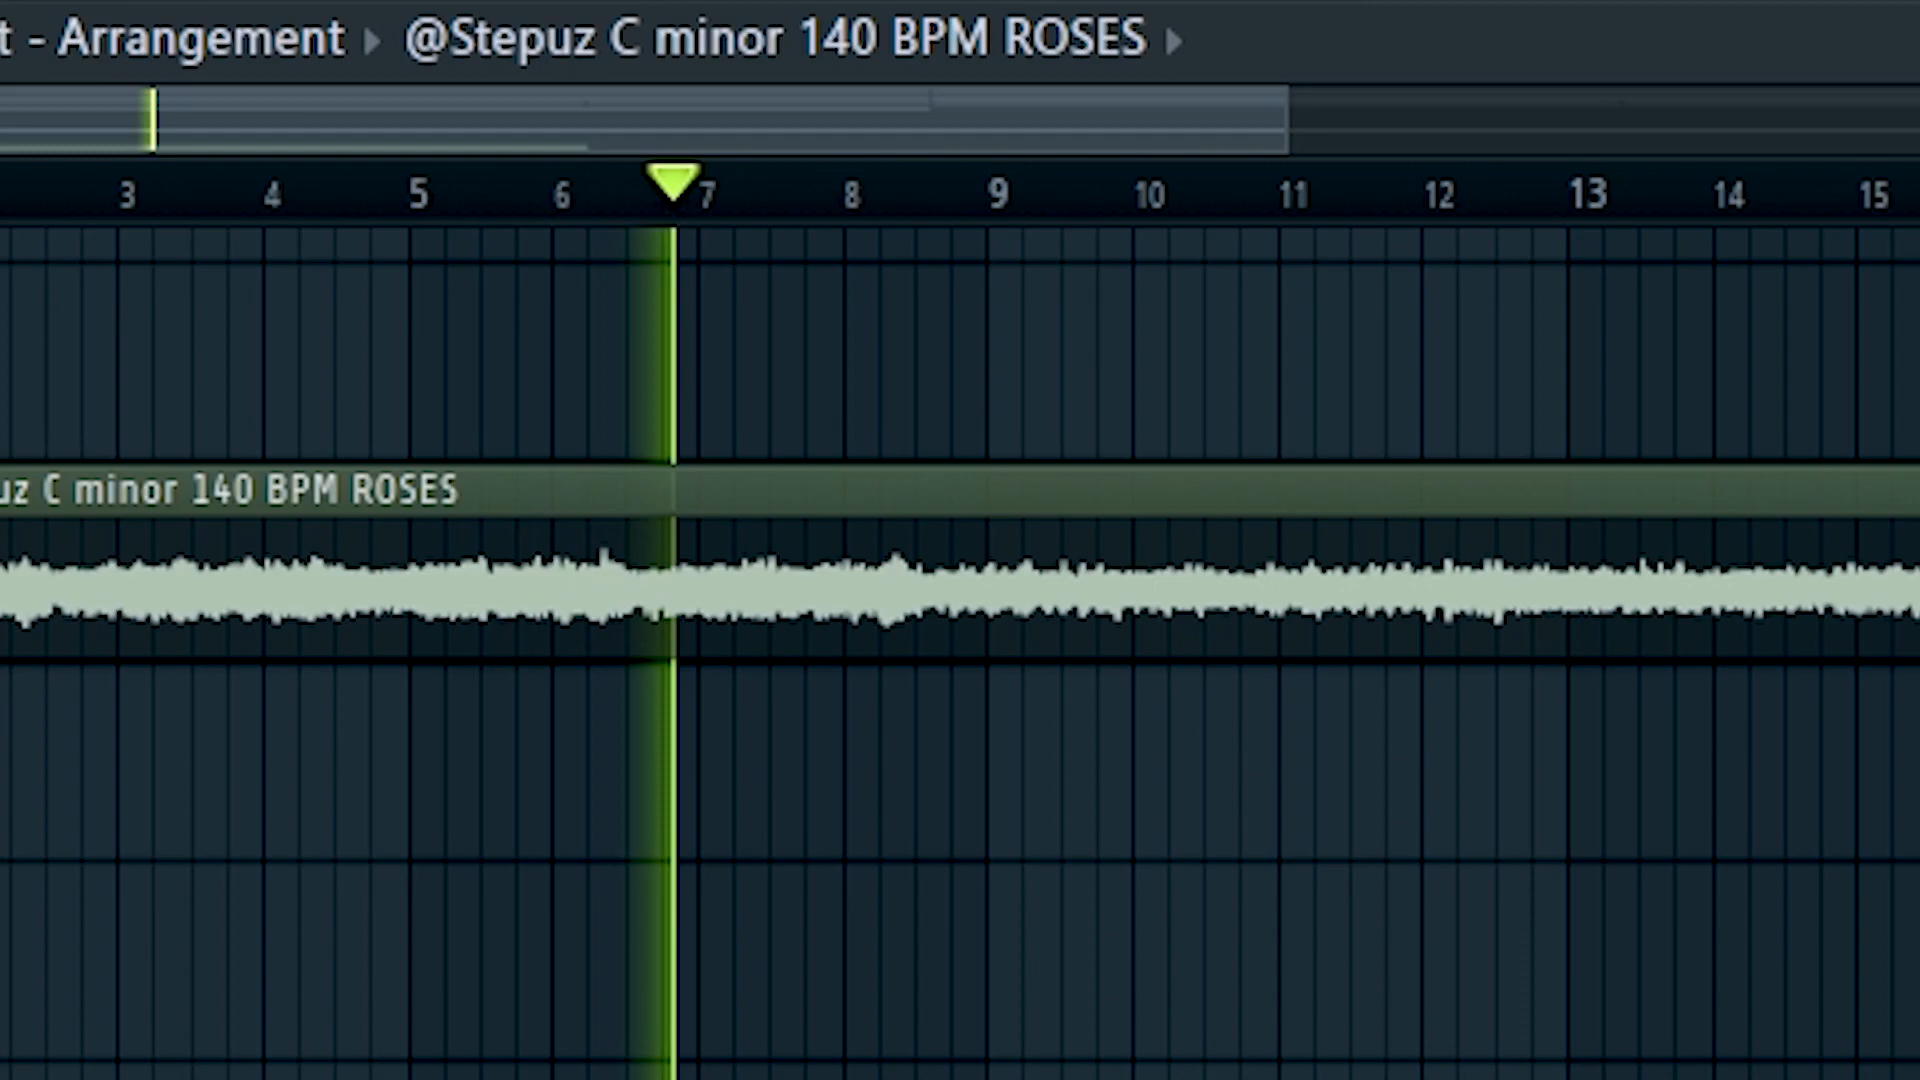 t - Arrangement @Stepuz C minor 140 BPM ROSES
3 4 5 6 7 8 9 10 11 12 13 14 15
uz C minor 140 BPM ROSES